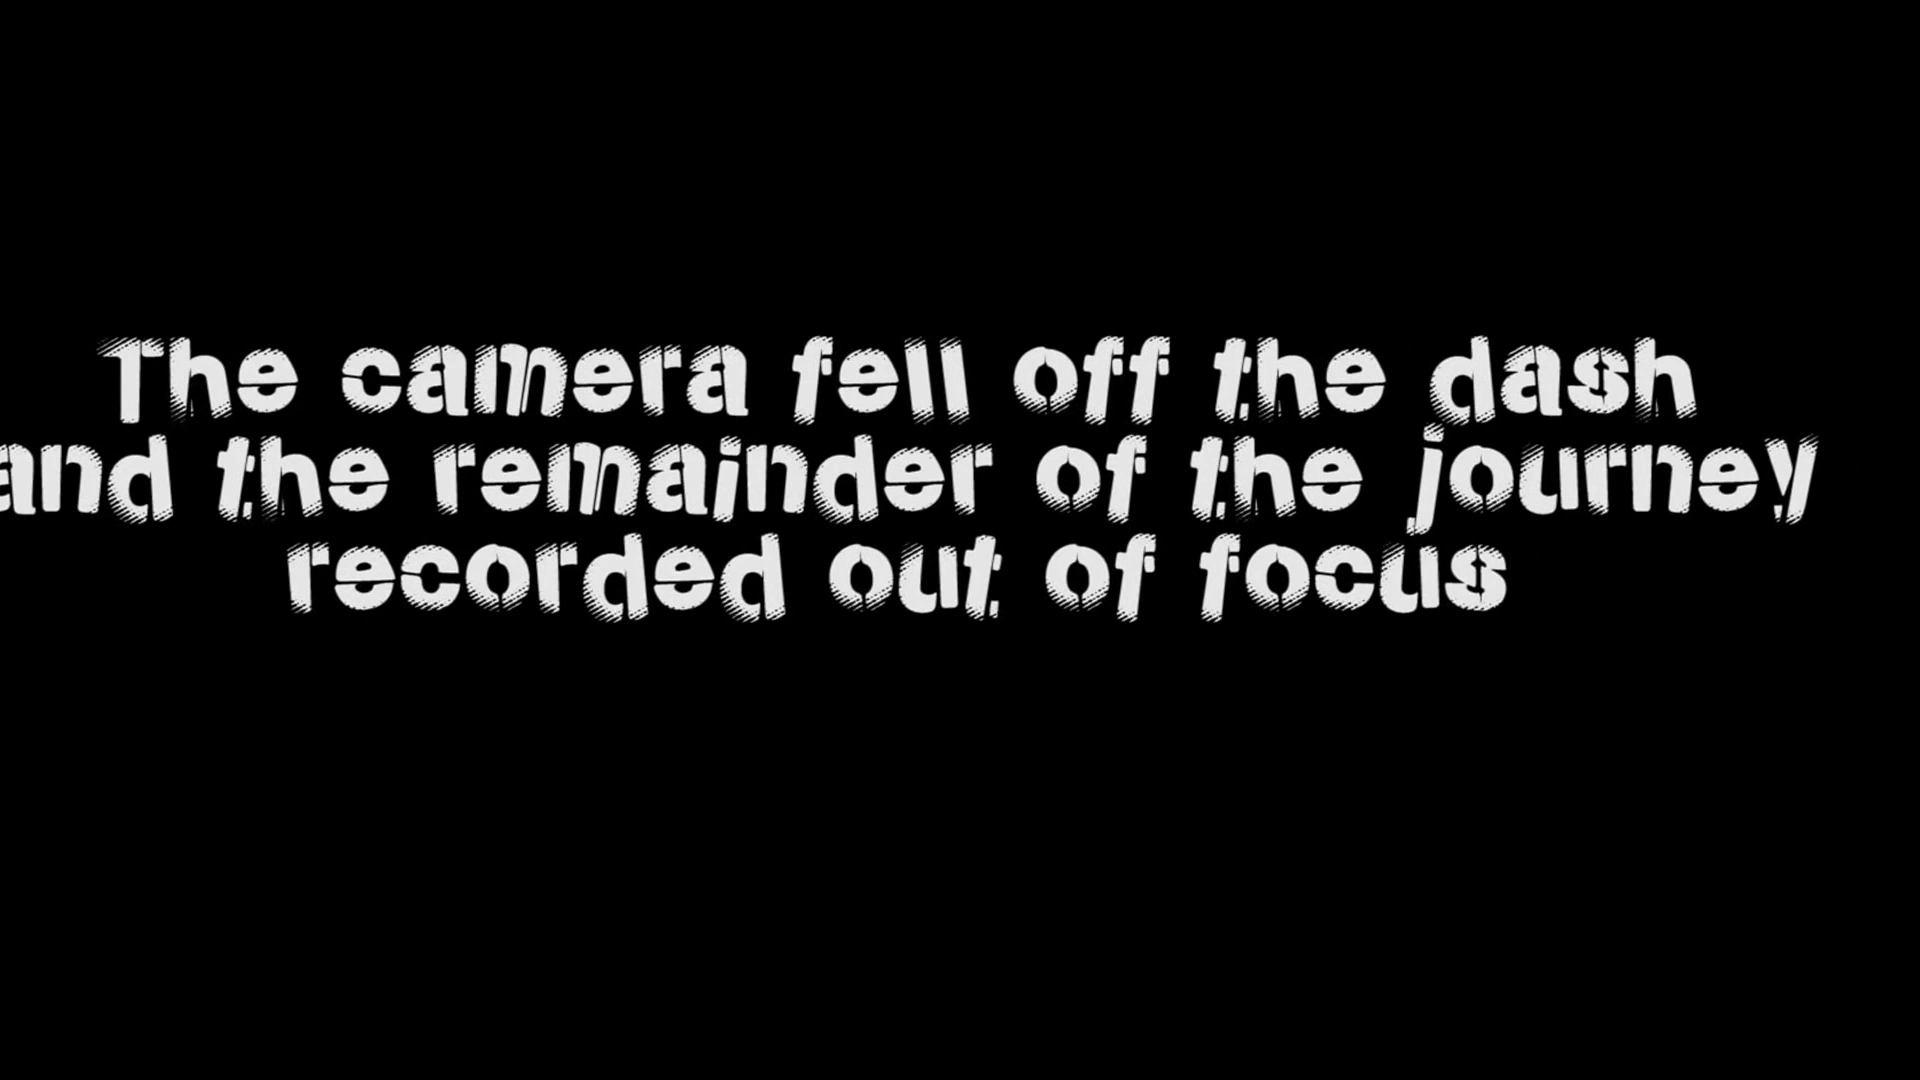 The camera fell off the dash
and the remainder of the journey
recorded out of focus